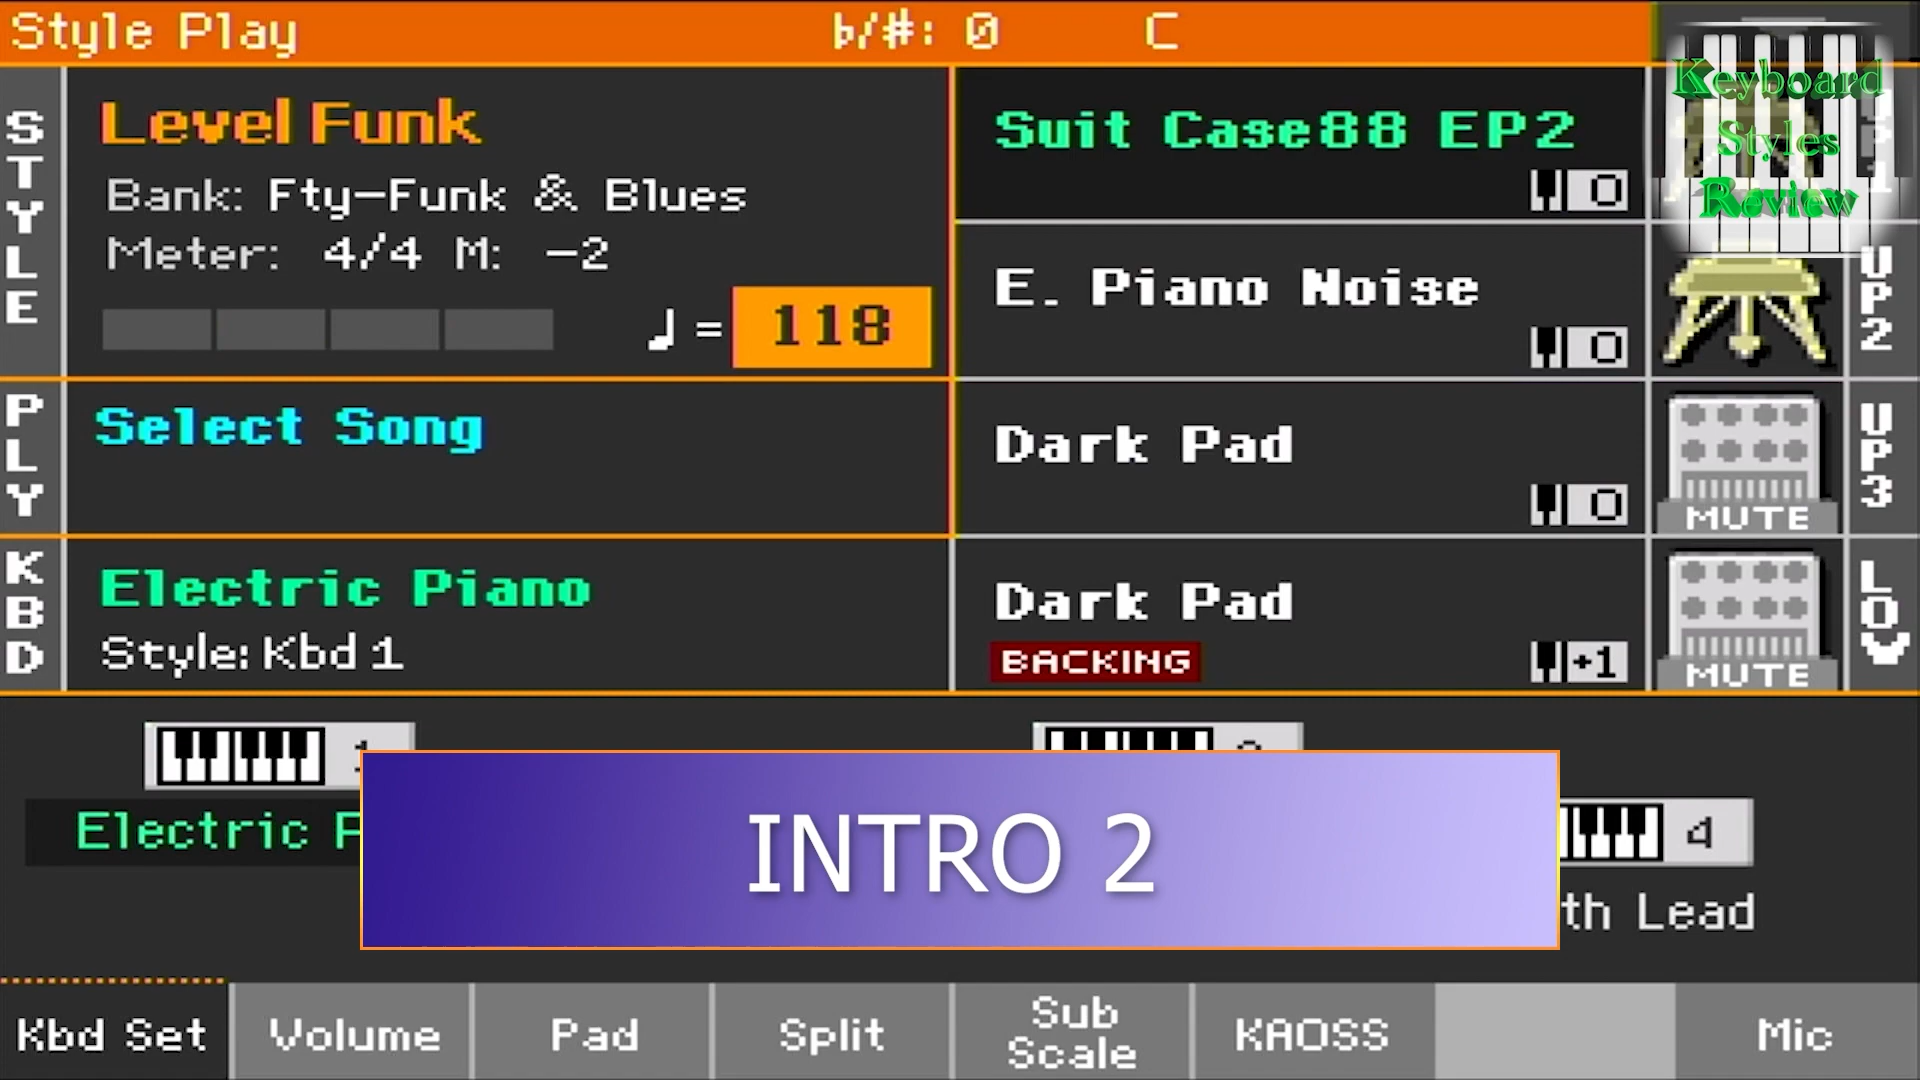 Style Play
♭/#: 0
C
Keyboard
Styles
Review
STYLE
Level Funk
Bank: Fty-Funk & Blues
Meter: 4/4 M: -2
♩ = 118
Suit Case88 EP2
0
E. Piano Noise
0
UP2
PLY
Select Song
Dark Pad
0
MUTE
UP3
KBD
Electric Piano
Style: Kbd 1
Dark Pad
BACKING
+1
MUTE
LOW
1
Electric
INTRO 2
4
th Lead
Kbd Set
Volume
Pad
Split
Sub
Scale
KAOSS
Mic